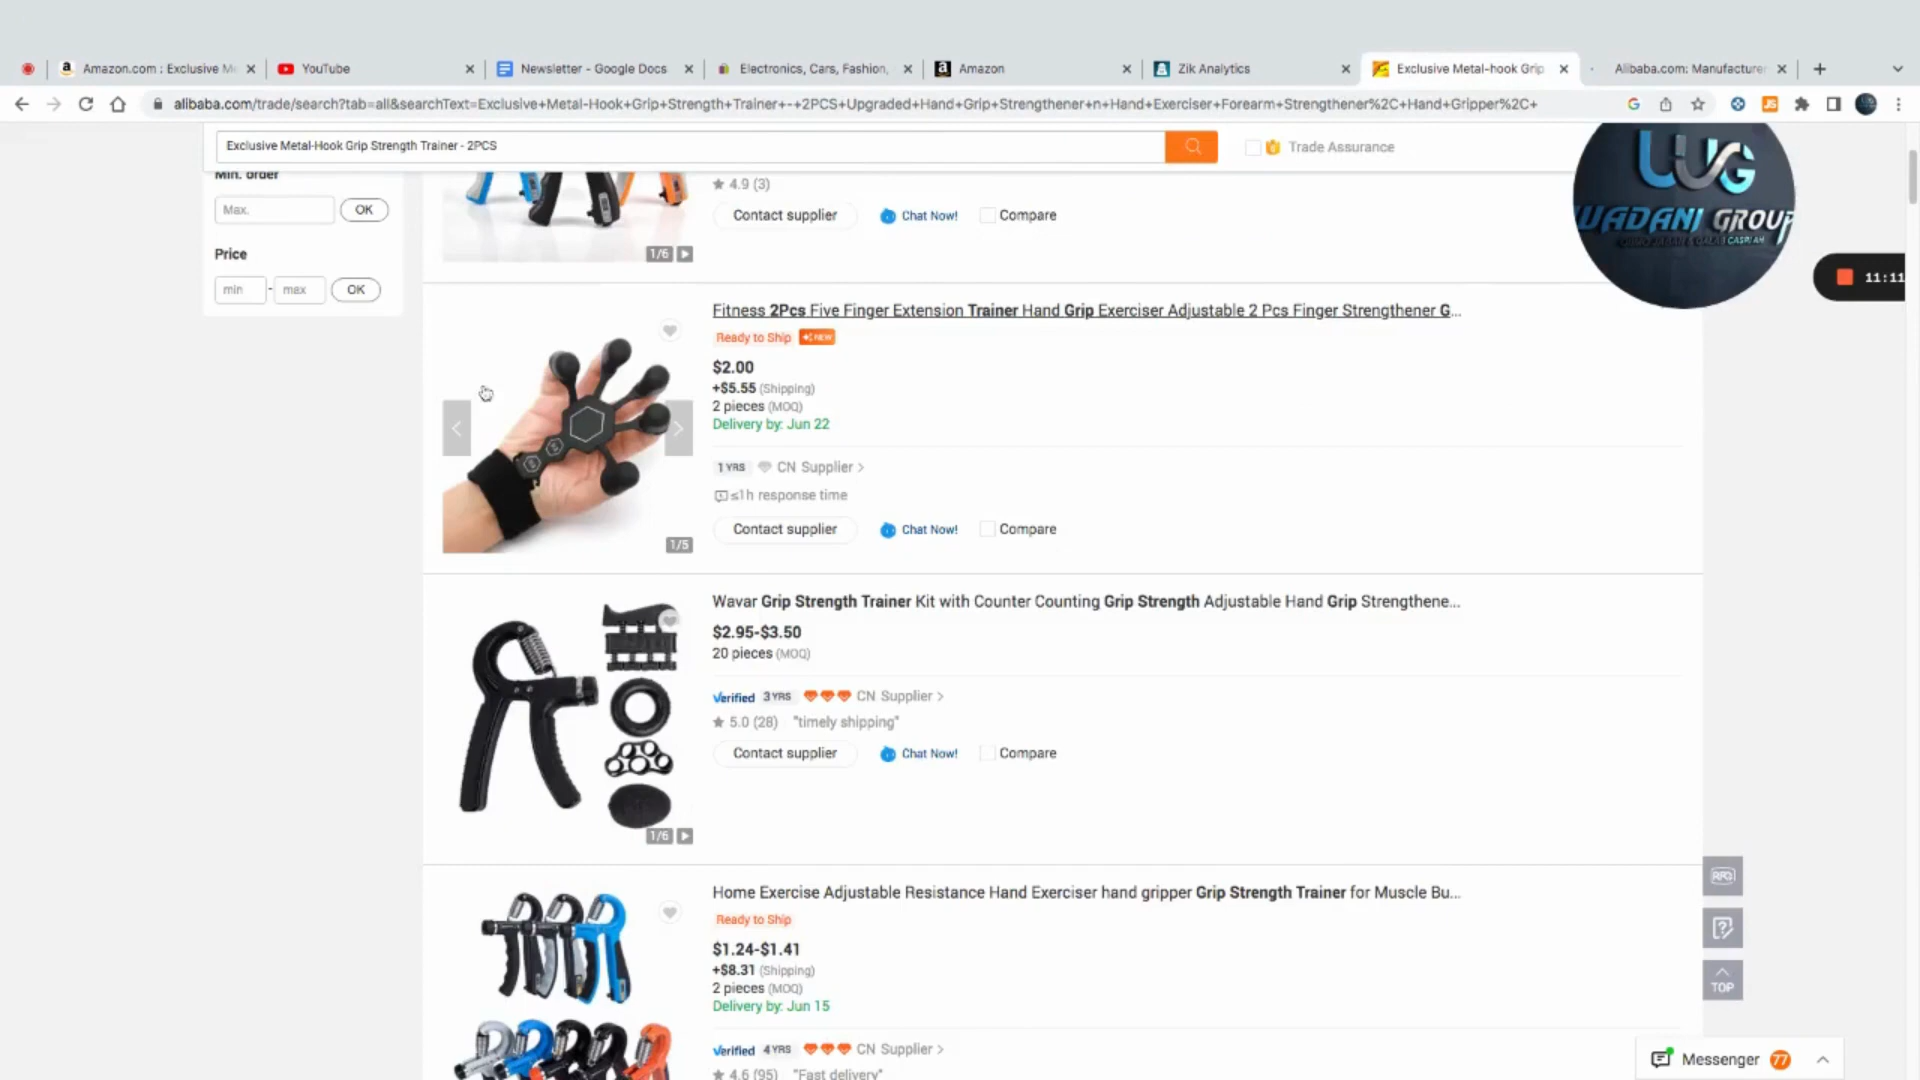 Amazon.com : Exclusive M
YouTube
Newsletter - Google Docs
Electronics, Cars, Fashion,
Amazon
Zik Analytics
Exclusive Metal-hook Grip
Alibaba.com: Manufacturer
alibaba.com/trade/search?tab=all&searchText=Exclusive+Metal-Hook+Grip+Strength+Trainer+-+2PCS+Upgraded+Hand+Grip+Strengthener+n+Hand+Exerciser+Forearm+Strengthener%2C+Hand+Gripper%2C+
Exclusive Metal-Hook Grip Strength Trainer - 2PCS
Trade Assurance
WADANI GROUP
11:11
Min. order
Max.
OK
Price
min
-
max
OK
4.9 (3)
Contact supplier
Chat Now!
Compare
1/6
Fitness 2Pcs Five Finger Extension Trainer Hand Grip Exerciser Adjustable 2 Pcs Finger Strengthener G...
Ready to Ship
NEW
$2.00
+$5.55 (Shipping)
2 pieces (MOQ)
Delivery by: Jun 22
1 YRS CN Supplier >
≤1h response time
Contact supplier
Chat Now!
Compare
1/5
Wavar Grip Strength Trainer Kit with Counter Counting Grip Strength Adjustable Hand Grip Strengthene...
$2.95-$3.50
20 pieces (MOQ)
Verified 3 YRS CN Supplier >
5.0 (28) "timely shipping"
Contact supplier
Chat Now!
Compare
1/6
Home Exercise Adjustable Resistance Hand Exerciser hand gripper Grip Strength Trainer for Muscle Bu...
Ready to Ship
$1.24-$1.41
+$8.31 (Shipping)
2 pieces (MOQ)
Delivery by: Jun 15
Verified 4 YRS CN Supplier >
4.6 (95) "Fast delivery"
RFQ
TOP
Messenger 77